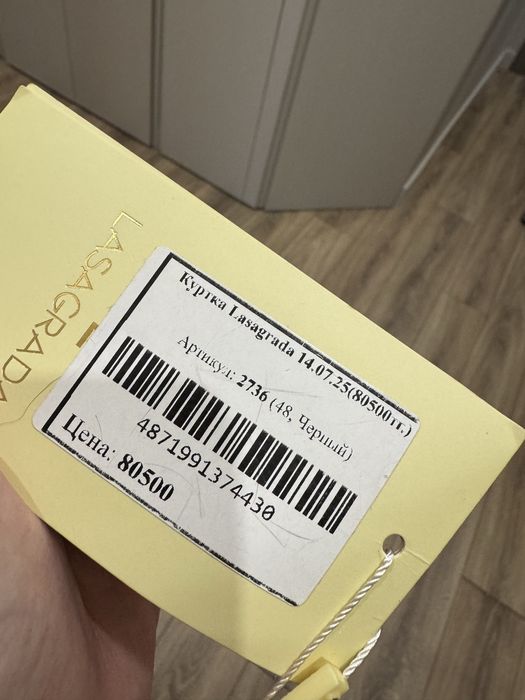 LASAGRADA
Куртка Lasagrada 14.07.25(80500тг.)
Артикул: 2736 (48, Черный)
4871991374430
Цена: 80500